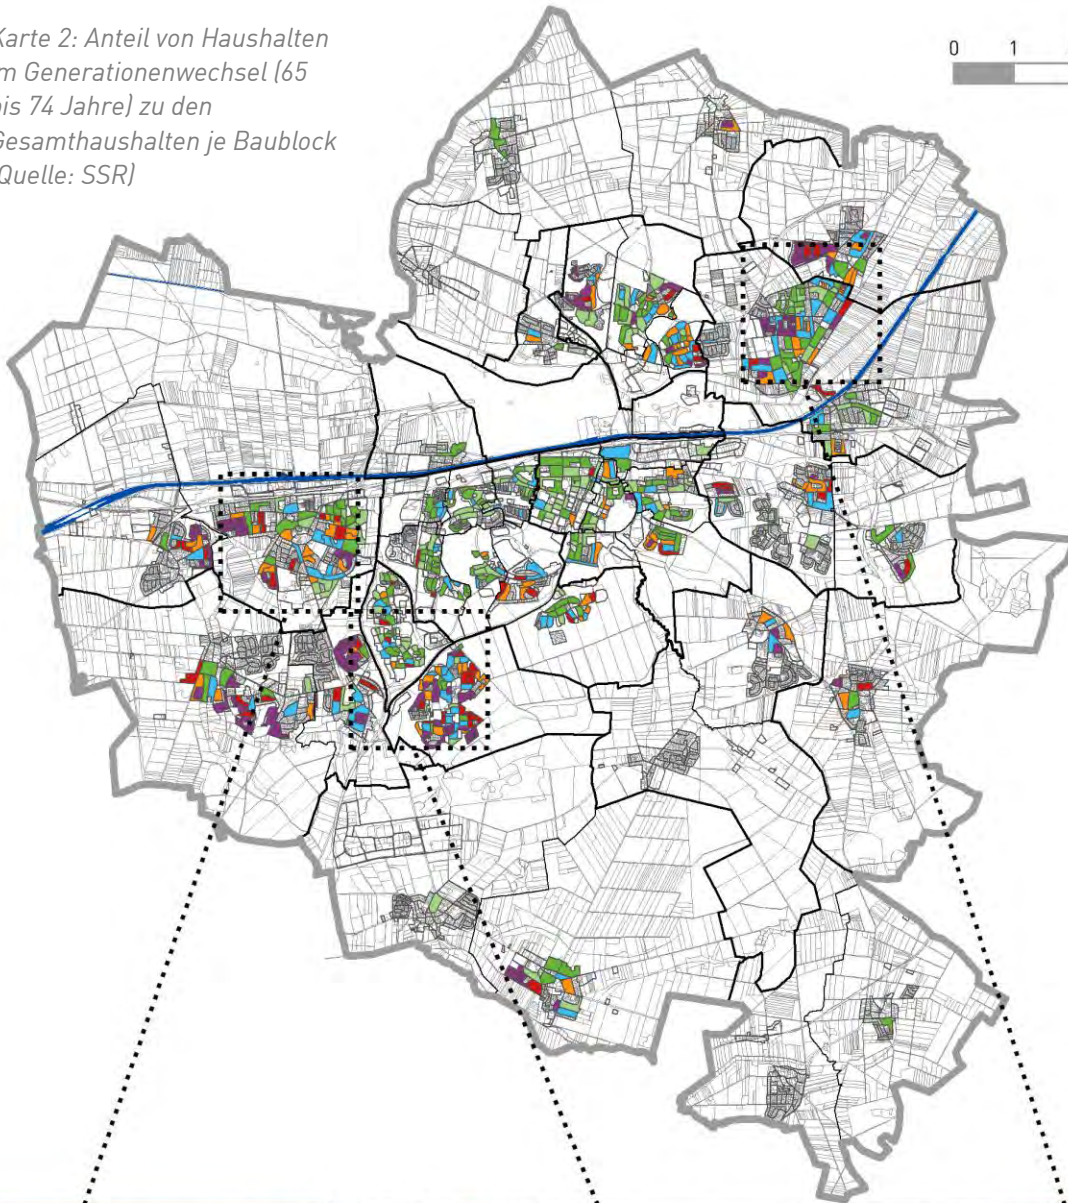 Karte 2: Anteil von Haushalten
im Generationenwechsel (65
bis 74 Jahre) zu den
Gesamthaushalten je Baublock
(Quelle: SSR)
0 1